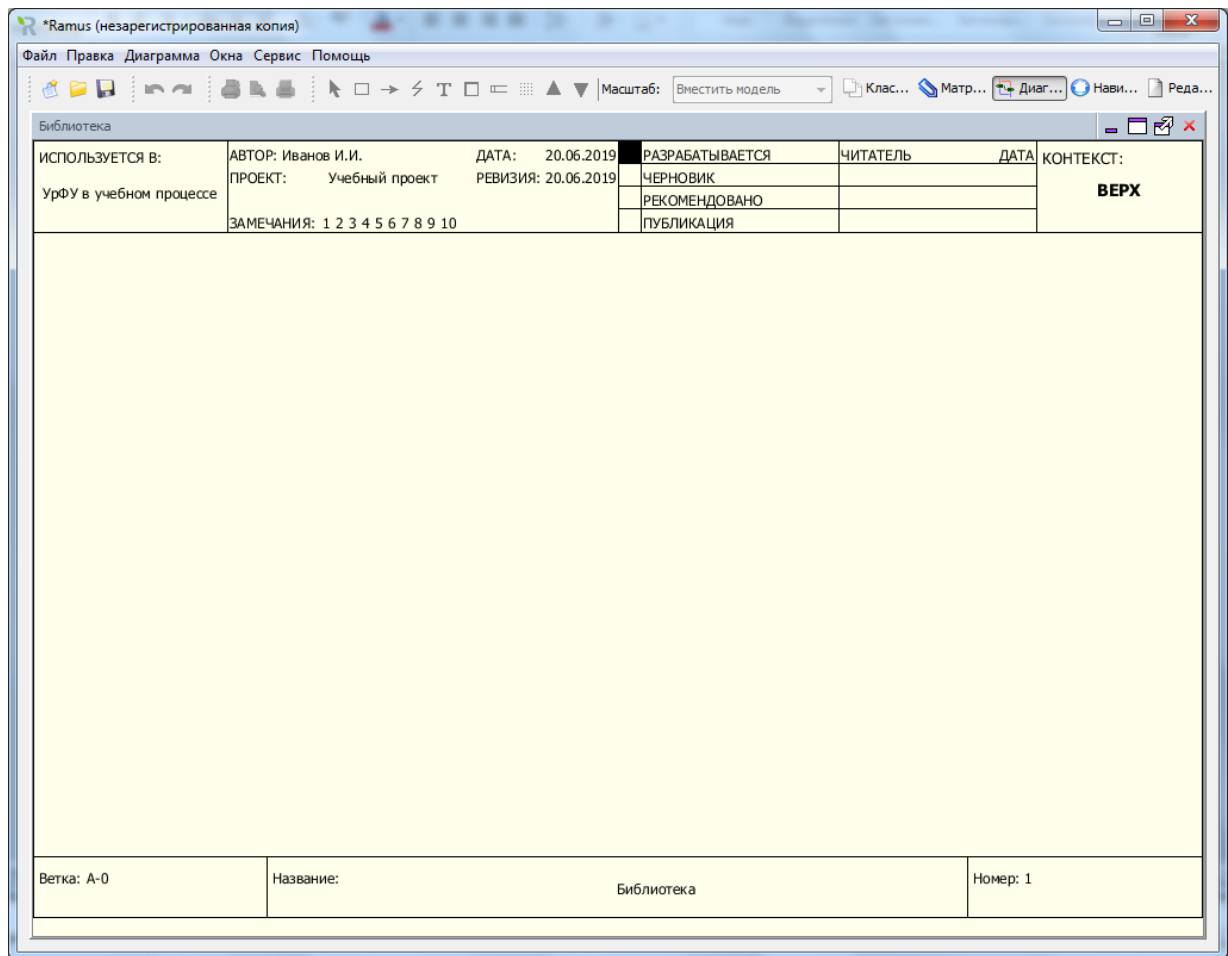 *Ramus (незарегистрированная копия)
Файл Правка Диаграмма Окна Сервис Помощь
Масштаб: Вместить модель Клас... Матр... Диаг... Нави... Реда...
Библиотека
ИСПОЛЬЗУЕТСЯ В: АВТОР: Иванов И.И. ДАТА: 20.06.2019 РАЗРАБАТЫВАЕТСЯ ЧИТАТЕЛЬ ДАТА КОНТЕКСТ:
УрФУ в учебном процессе ПРОЕКТ: Учебный проект РЕВИЗИЯ: 20.06.2019 ЧЕРНОВИК ВЕРХ
РЕКОМЕНДОВАНО
ЗАМЕЧАНИЯ: 1 2 3 4 5 6 7 8 9 10 ПУБЛИКАЦИЯ
Ветка: A-0 Название: Библиотека Номер: 1